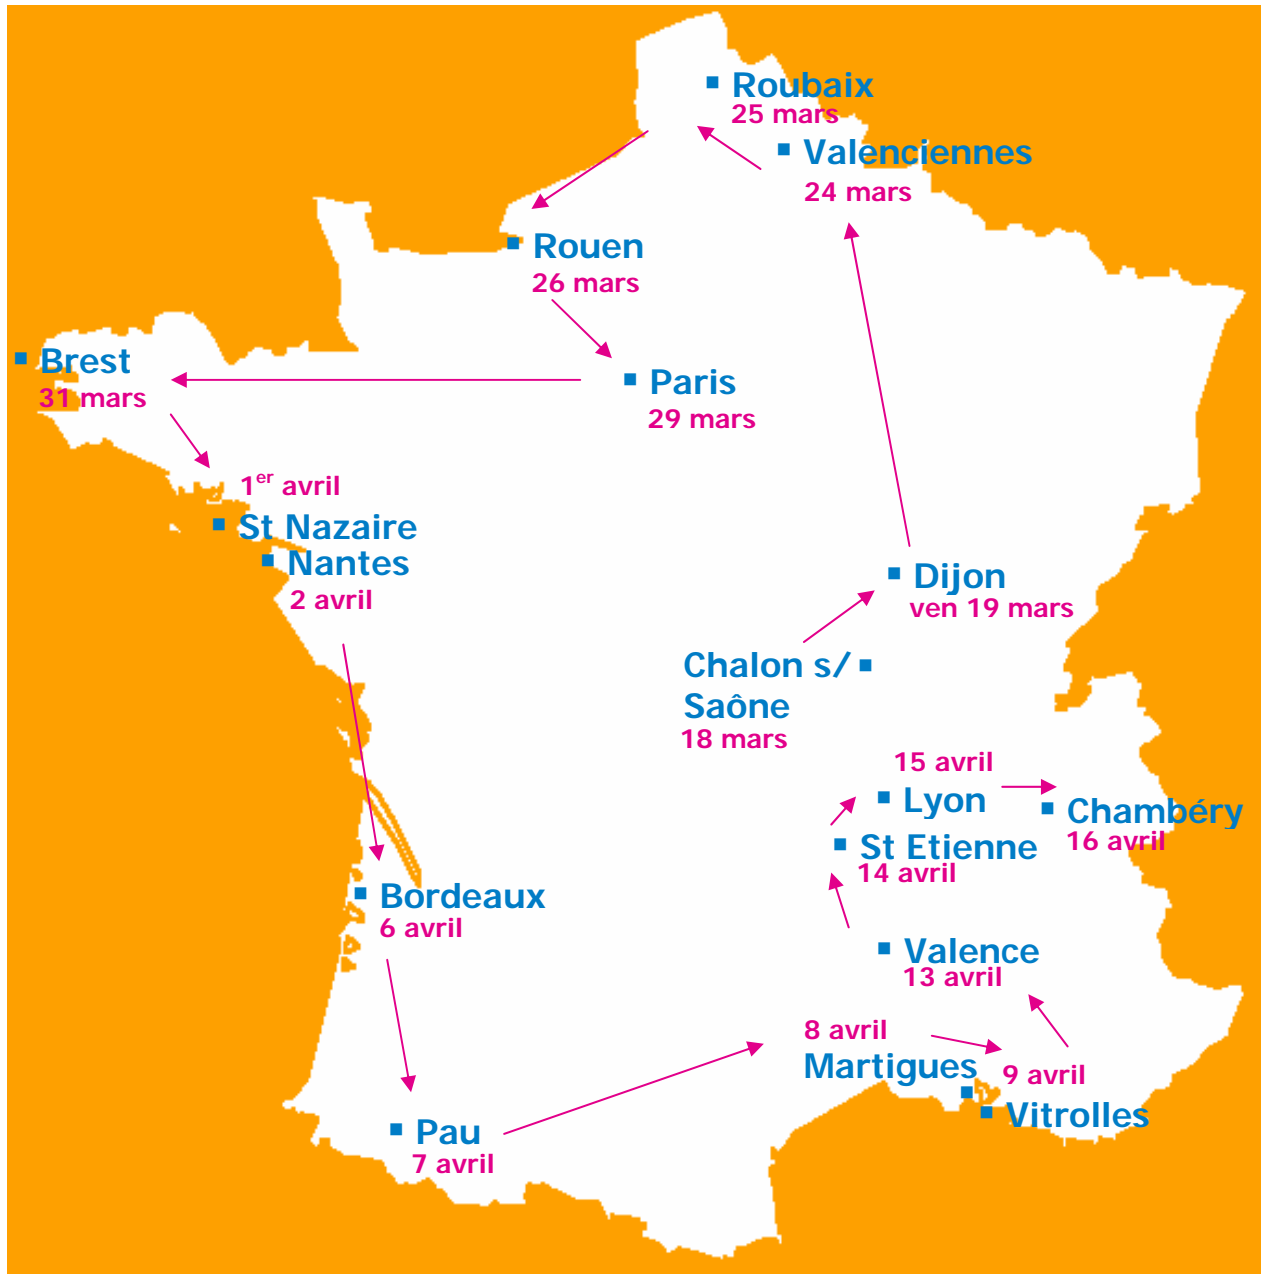 Roubaix
25 mars
Valenciennes
24 mars
Rouen
26 mars
Brest
31 mars
Paris
29 mars
1er avril
St Nazaire
Nantes
2 avril
Dijon
ven 19 mars
Chalon s/
Saône
18 mars
15 avril
Lyon
Chambéry
16 avril
St Etienne
14 avril
Bordeaux
6 avril
Valence
13 avril
8 avril
Martigues
9 avril
Vitrolles
Pau
7 avril